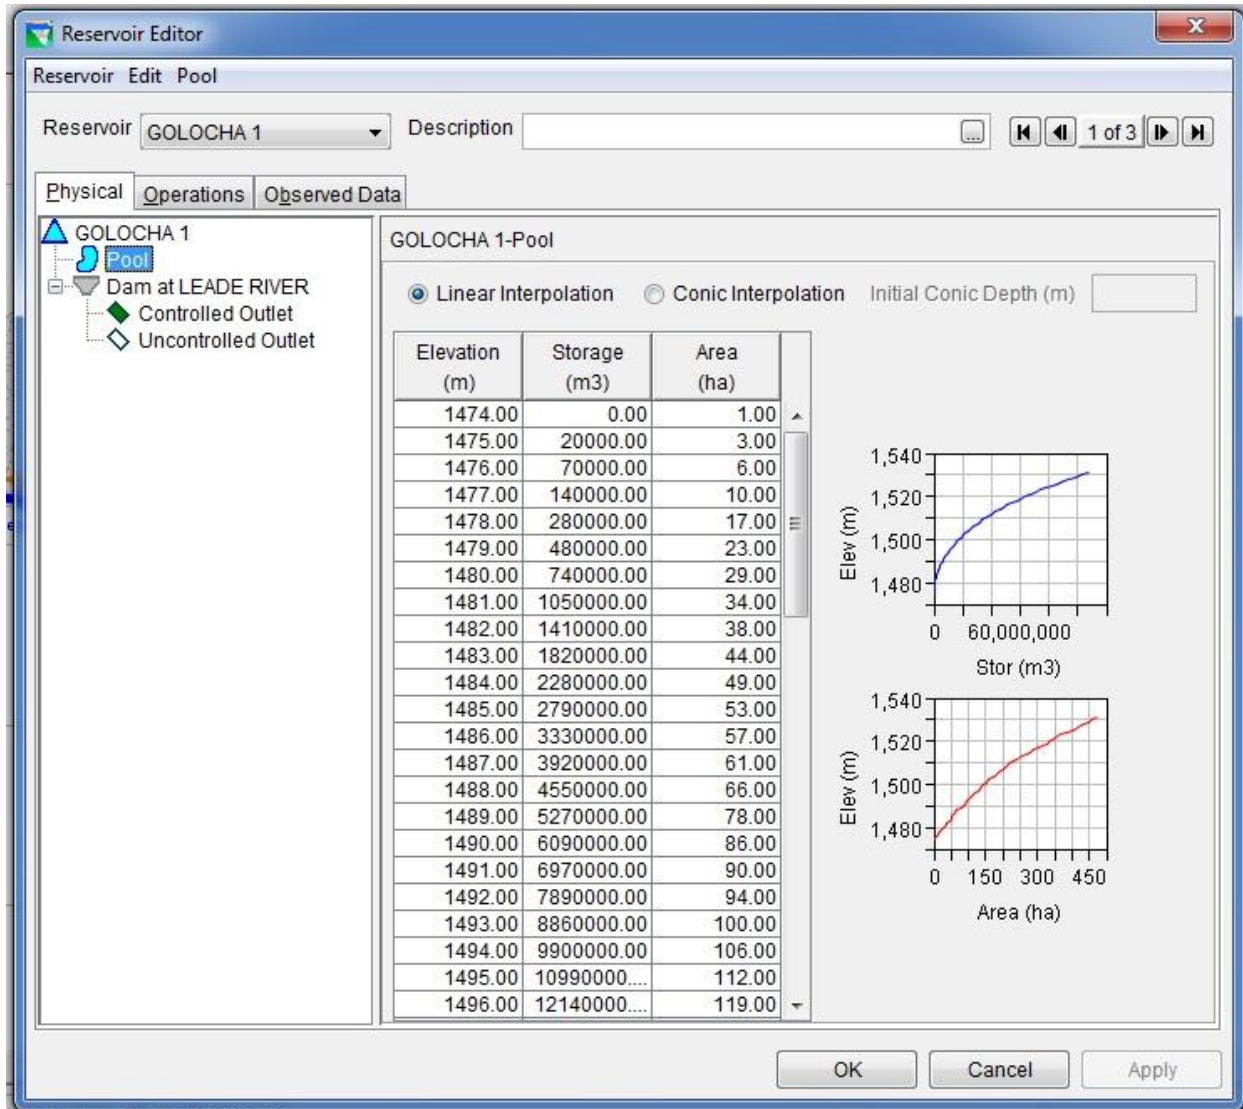 Reservoir Editor
Reservoir Edit Pool
Reservoir GOLOCHA 1 Description ... 1 of 3
Physical Operations Observed Data
GOLOCHA 1
Pool
Dam at LEADE RIVER
Controlled Outlet
Uncontrolled Outlet
GOLOCHA 1-Pool
Linear Interpolation Conic Interpolation Initial Conic Depth (m)
Elevation Storage Area
(m) (m3) (ha)
1474.00 0.00 1.00
1475.00 20000.00 3.00
1476.00 70000.00 6.00
1477.00 140000.00 10.00
1478.00 280000.00 17.00
1479.00 480000.00 23.00
1480.00 740000.00 29.00
1481.00 1050000.00 34.00
1482.00 1410000.00 38.00
1483.00 1820000.00 44.00
1484.00 2280000.00 49.00
1485.00 2790000.00 53.00
1486.00 3330000.00 57.00
1487.00 3920000.00 61.00
1488.00 4550000.00 66.00
1489.00 5270000.00 78.00
1490.00 6090000.00 86.00
1491.00 6970000.00 90.00
1492.00 7890000.00 94.00
1493.00 8860000.00 100.00
1494.00 9900000.00 106.00
1495.00 10990000.... 112.00
1496.00 12140000.... 119.00
1,540
1,520
1,500
1,480
Elev (m)
0 60,000,000
Stor (m3)
1,540
1,520
1,500
1,480
Elev (m)
0 150 300 450
Area (ha)
OK Cancel Apply